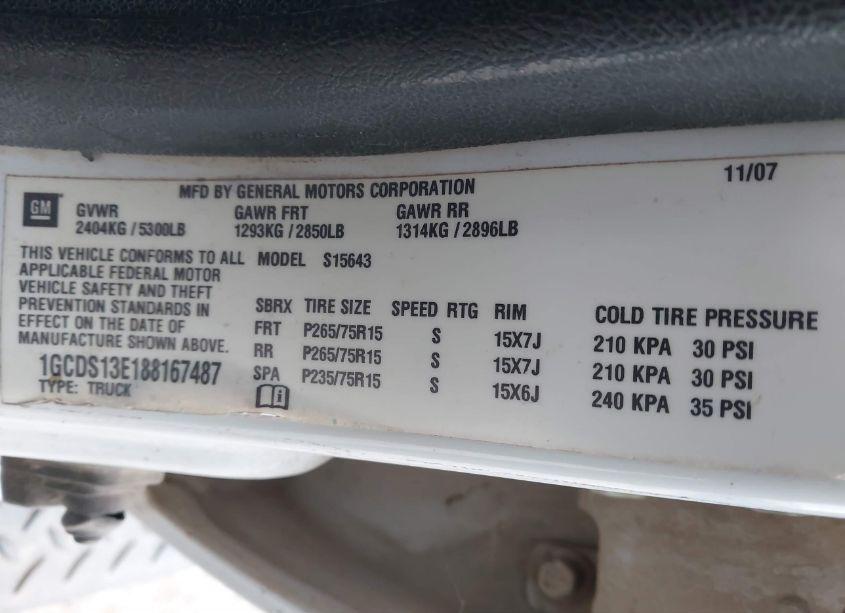 11/07
MFD BY GENERAL MOTORS CORPORATION
GM
GVWR GAWR FRT GAWR RR
2404KG / 5300LB 1293KG / 2850LB 1314KG / 2896LB
THIS VEHICLE CONFORMS TO ALL
APPLICABLE FEDERAL MOTOR
VEHICLE SAFETY AND THEFT
PREVENTION STANDARDS IN
EFFECT ON THE DATE OF
MANUFACTURE SHOWN ABOVE.
1GCDS13E188167487
TYPE: TRUCK
MODEL S15643
SBRX TIRE SIZE SPEED RTG RIM COLD TIRE PRESSURE
FRT P265/75R15 S 15X7J 210 KPA 30 PSI
RR P265/75R15 S 15X7J 210 KPA 30 PSI
SPA P235/75R15 S 15X6J 240 KPA 35 PSI